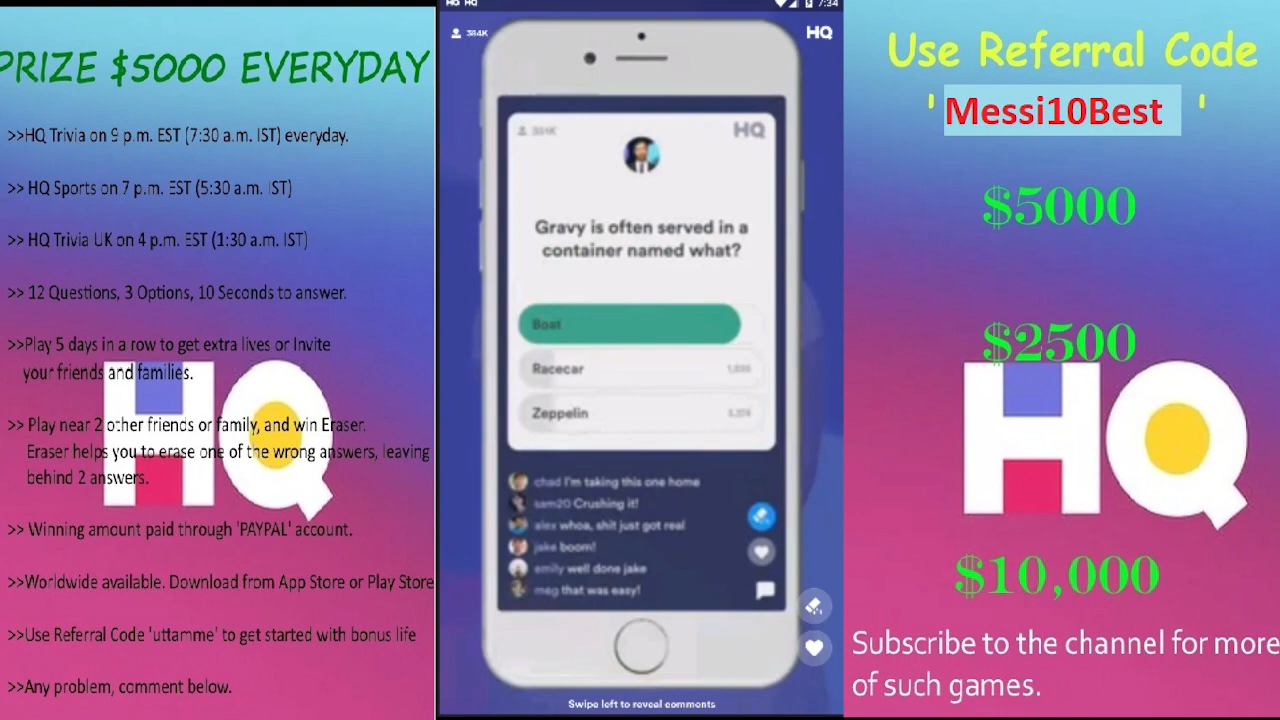 PRIZE $5000 EVERYDAY
>>HQ Trivia on 9 p.m. EST (7:30 a.m. IST) everyday.
>> HQ Sports on 7 p.m. EST (5:30 a.m. IST)
>> HQ Trivia UK on 4 p.m. EST (1:30 a.m. IST)
>> 12 Questions, 3 Options, 10 Seconds to answer.
>>Play 5 days in a row to get extra lives or Invite
your friends and families.
>> Play near 2 other friends or family, and win Eraser.
Eraser helps you to erase one of the wrong answers, leaving
behind 2 answers.
>> Winning amount paid through 'PAYPAL' account.
>>Worldwide available. Download from App Store or Play Store
>>Use Referral Code 'uttamme' to get started with bonus life
>>Any problem, comment below.
HQ
HQ HQ
7:34
384K
HQ
381K
HQ
Gravy is often served in a
container named what?
Boat
Racecar
Zeppelin
chad I'm taking this one home
sam20 Crushing it!
alex whoa, shit just got real
jake boom!
emily well done jake
meg that was easy!
Swipe left to reveal comments
Use Referral Code
' Messi10Best '
$5000
$2500
HQ
$10,000
Subscribe to the channel for more
of such games.